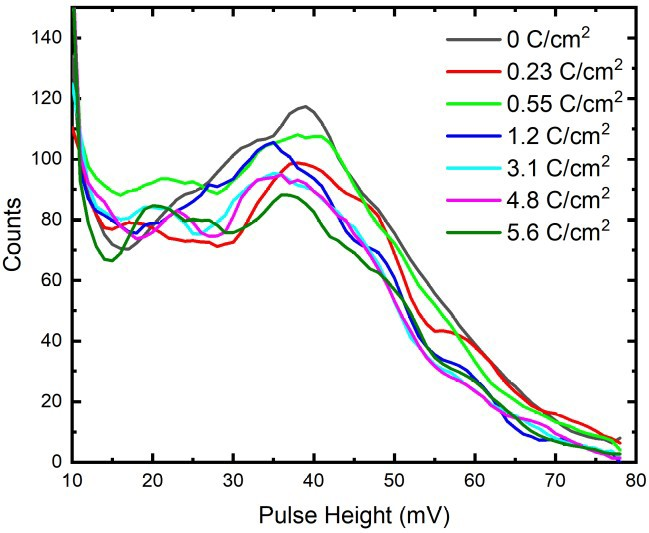 140
120
100
80
60
40
20
0
Counts
0 C/cm²
0.23 C/cm²
0.55 C/cm²
1.2 C/cm²
3.1 C/cm²
4.8 C/cm²
5.6 C/cm²
10 20 30 40 50 60 70 80
Pulse Height (mV)